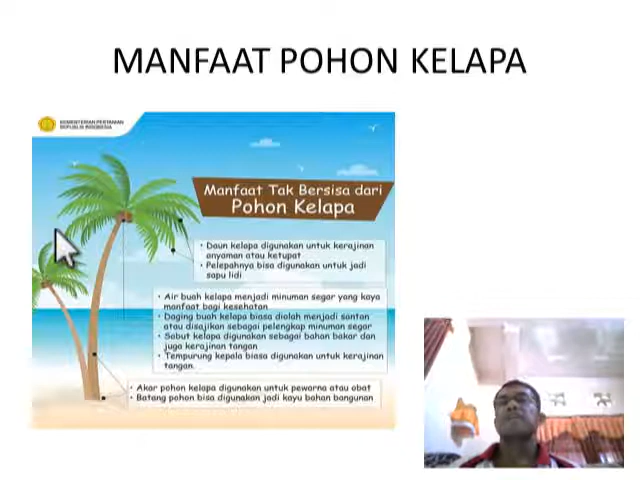 MANFAAT POHON KELAPA
KEMENTERIAN PERTANIAN
REPUBLIK INDONESIA
Manfaat Tak Bersisa dari
Pohon Kelapa
• Daun kelapa digunakan untuk kerajinan
anyaman atau ketupat
• Pelepahnya bisa digunakan untuk jadi
sapu lidi
• Air buah kelapa menjadi minuman segar yang kaya
manfaat bagi kesehatan
• Daging buah kelapa biasa diolah menjadi santan
atau disajikan sebagai pelengkap minuman segar
• Sabut kelapa digunakan sebagai bahan bakar dan
juga kerajinan tangan
• Tempurung kepala biasa digunakan untuk kerajinan
tangan.
• Akar pohon kelapa digunakan untuk pewarna atau obat
• Batang pohon bisa digunakan jadi kayu bahan bangunan